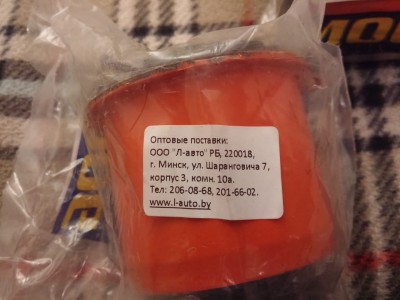 Оптовые поставки:
ООО "Л-авто" РБ, 220018,
г. Минск, ул. Шаранговича 7,
корпус 3, комн. 10а.
Тел: 206-08-68, 201-66-02.
www.l-auto.by